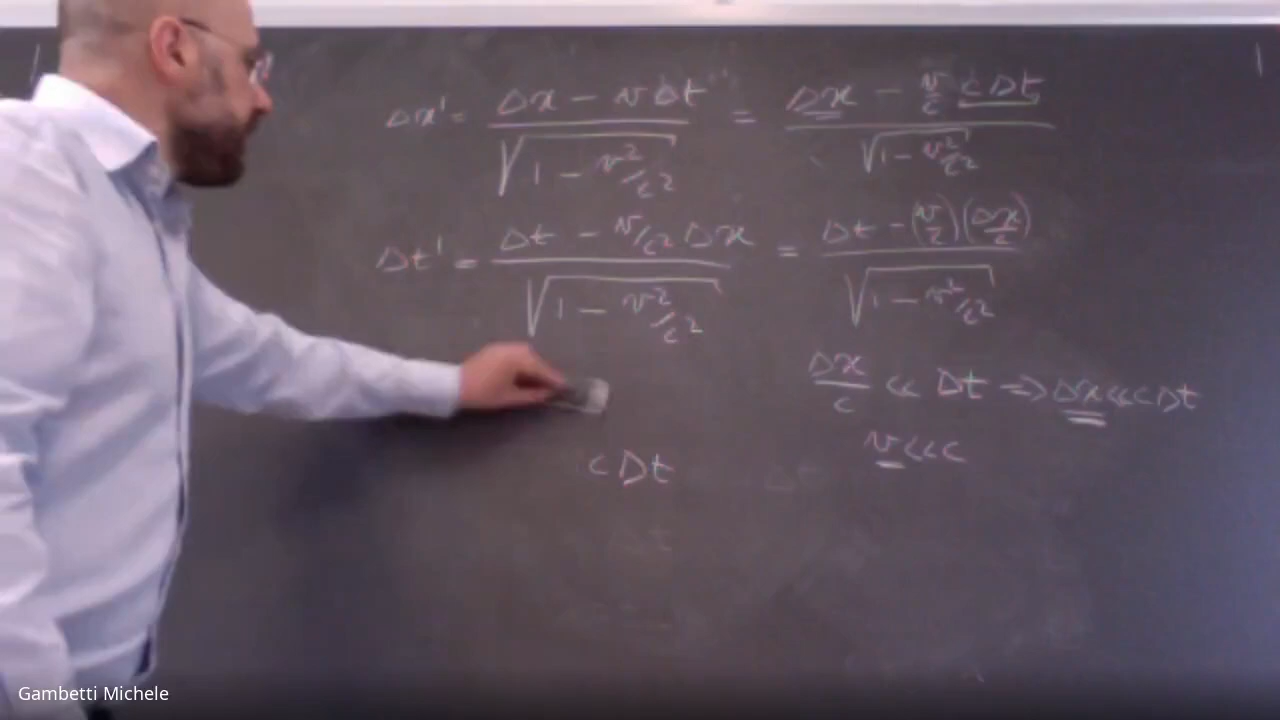 Δx' = (Δx - vΔt) / √(1 - v²/c²) = (Δx - v/c cΔt) / √(1 - v²/c²)
Δt' = (Δt - v/c² Δx) / √(1 - v²/c²) = (Δt - (v/c)(Δx/c)) / √(1 - v²/c²)
Δx/c << Δt => Δx << cΔt
v <<c
cΔt
Gambetti Michele